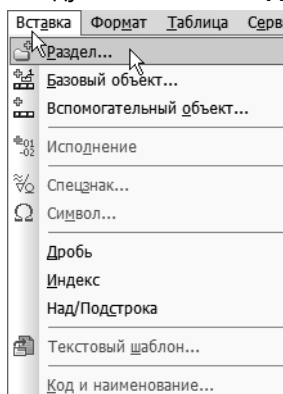 Вставка Формат Таблица Серв
Раздел...
Базовый объект...
Вспомогательный объект...
Исполнение
Спецзнак...
Символ...
Дробь
Индекс
Над/Подстрока
Текстовый шаблон...
Код и наименование...